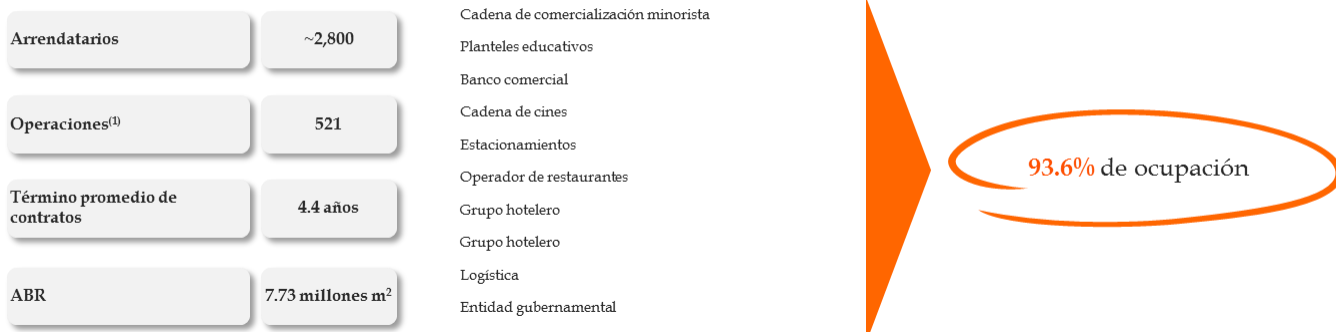 Arrendatarios
~2,800
Operaciones(1)
521
Término promedio de
contratos
4.4 años
ABR
7.73 millones m²
Cadena de comercialización minorista
Planteles educativos
Banco comercial
Cadena de cines
Estacionamientos
Operador de restaurantes
Grupo hotelero
Grupo hotelero
Logística
Entidad gubernamental
93.6% de ocupación